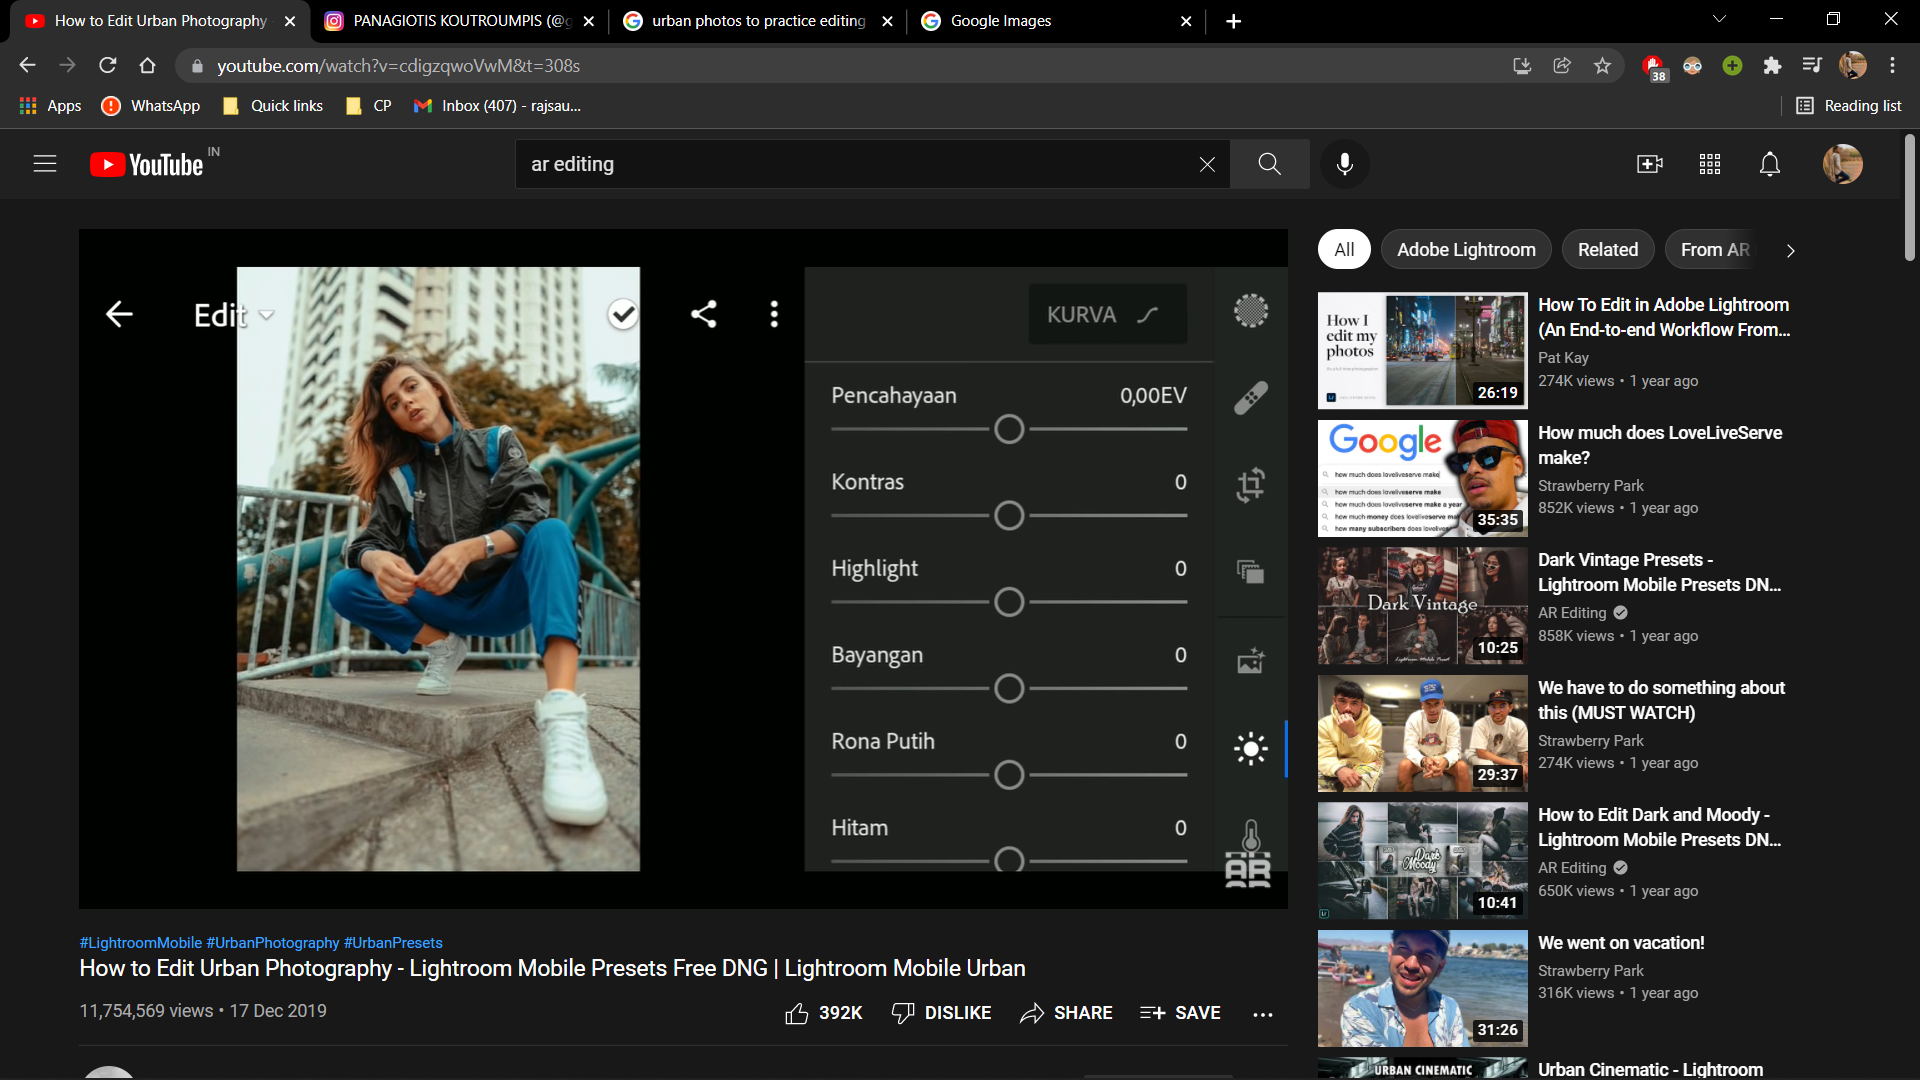 How to Edit Urban Photography
PANAGIOTIS KOUTROUMPIS (@g
urban photos to practice editing
Google Images
youtube.com/watch?v=cdigzqwoVwM&t=308s
38
Apps
WhatsApp
Quick links
CP
Inbox (407) - rajsau...
Reading list
YouTube IN
ar editing
Edit
KURVA
Pencahayaan 0,00EV
Kontras 0
Highlight 0
Bayangan 0
Rona Putih 0
Hitam 0
AR
#LightroomMobile #UrbanPhotography #UrbanPresets
How to Edit Urban Photography - Lightroom Mobile Presets Free DNG | Lightroom Mobile Urban
11,754,569 views • 17 Dec 2019
392K
DISLIKE
SHARE
SAVE
All
Adobe Lightroom
Related
From AR
How I
edit my
photos
26:19
How To Edit in Adobe Lightroom
(An End-to-end Workflow From...
Pat Kay
274K views • 1 year ago
Google
how much does loveliveserve make
how much does loveliveserve make
how much does loveliveserve make a year
how much money does loveliveserve mak
how many subscribers does loveliveser
35:35
How much does LoveLiveServe
make?
Strawberry Park
852K views • 1 year ago
Dark Vintage
Lightroom Mobile Preset
10:25
Dark Vintage Presets -
Lightroom Mobile Presets DN...
AR Editing
858K views • 1 year ago
29:37
We have to do something about
this (MUST WATCH)
Strawberry Park
274K views • 1 year ago
Dark
Moody
10:41
How to Edit Dark and Moody -
Lightroom Mobile Presets DN...
AR Editing
650K views • 1 year ago
31:26
We went on vacation!
Strawberry Park
316K views • 1 year ago
URBAN CINEMATIC
Urban Cinematic - Lightroom